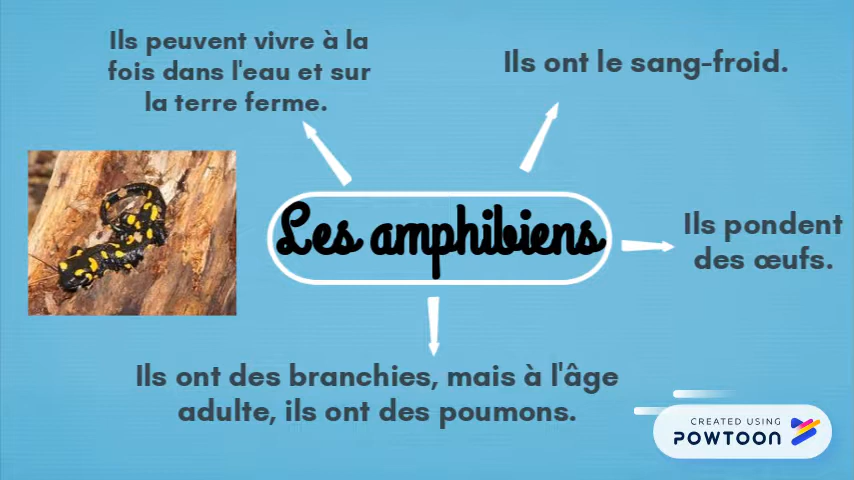 Ils peuvent vivre à la
fois dans l'eau et sur
la terre ferme.
Ils ont le sang-froid.
Les amphibiens
Ils pondent
des œufs.
Ils ont des branchies, mais à l'âge
adulte, ils ont des poumons.
CREATED USING
POWTOON